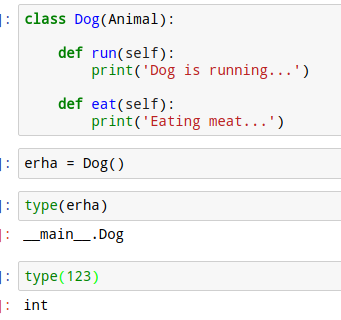 ]: class Dog(Animal):
    def run(self):
        print('Dog is running...')
    def eat(self):
        print('Eating meat...')
]: erha = Dog()
]: type(erha)
]: __main__.Dog
]: type(123)
]: int